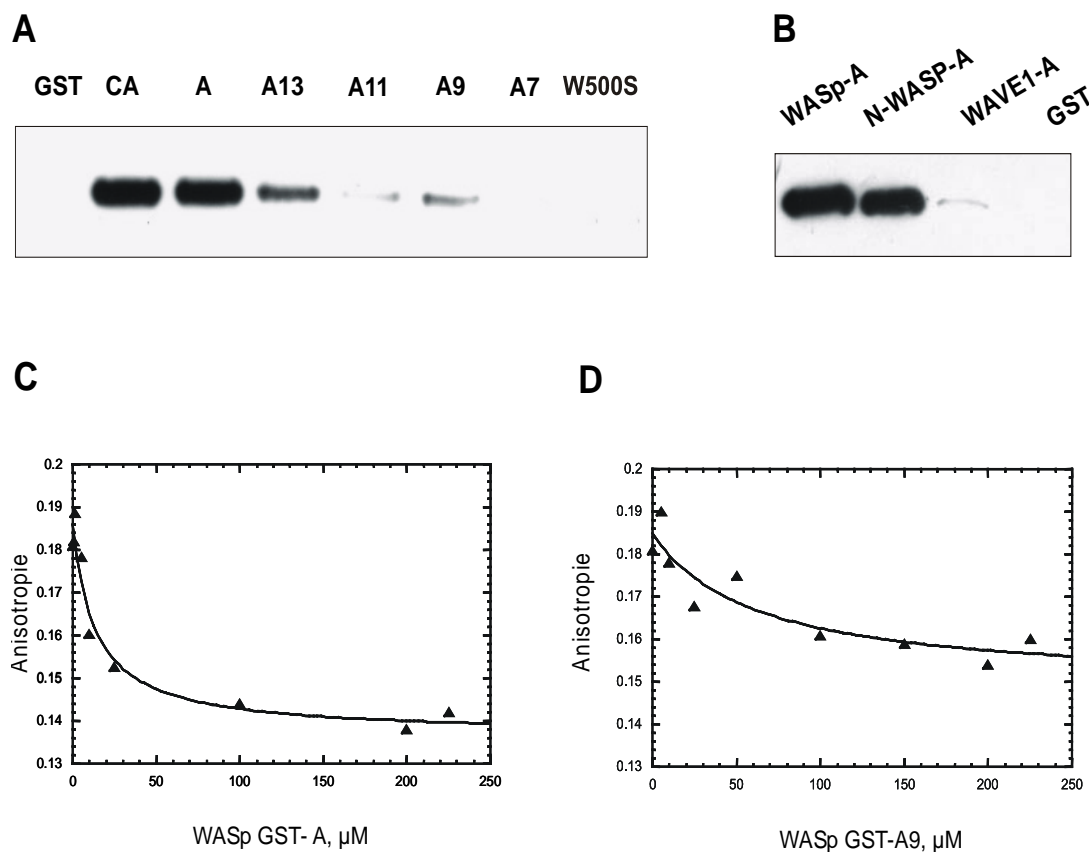 A
GST CA A A13 A11 A9 A7 W500S
B
WASp-A N-WASP-A WAVE1-A GST
C
0.2
0.19
0.18
0.17
0.16
0.15
0.14
0.13
0 50 100 150 200 250
Anisotropie
WASp GST- A, µM
D
0.2
0.19
0.18
0.17
0.16
0.15
0.14
0.13
0 50 100 150 200 250
Anisotropie
WASp GST-A9, µM